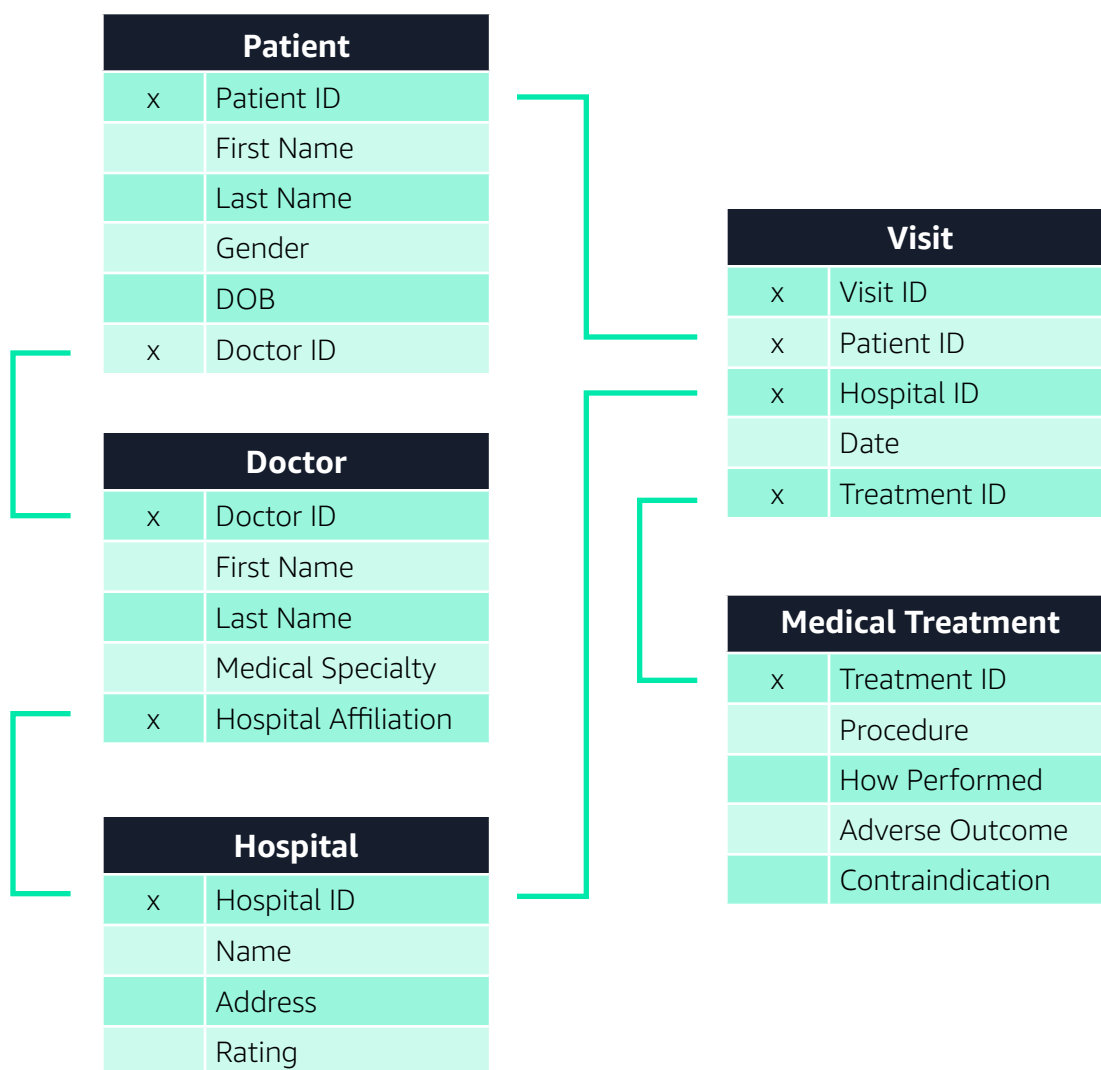 Patient
x Patient ID
First Name
Last Name
Gender
DOB
x Doctor ID
Doctor
x Doctor ID
First Name
Last Name
Medical Specialty
x Hospital Affiliation
Hospital
x Hospital ID
Name
Address
Rating
Visit
x Visit ID
x Patient ID
x Hospital ID
Date
x Treatment ID
Medical Treatment
x Treatment ID
Procedure
How Performed
Adverse Outcome
Contraindication